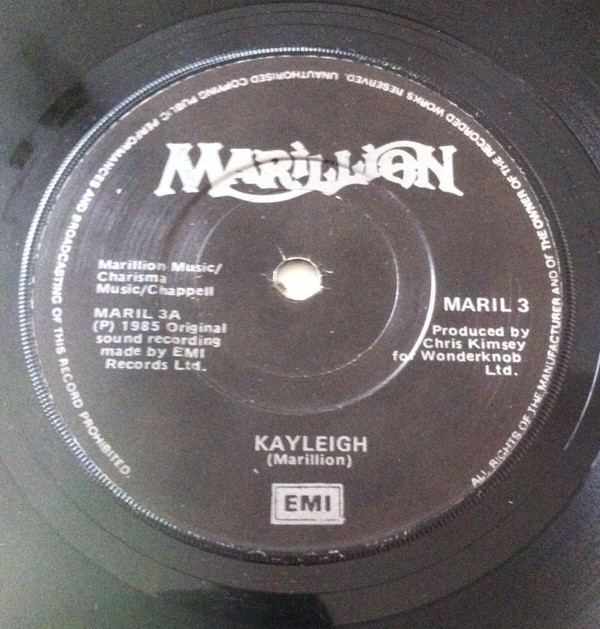 ALL RIGHTS OF THE MANUFACTURER AND OF THE OWNER OF THE RECORDED WORKS RESERVED. UNAUTHORISED COPYING PUBLIC PERFORMANCES AND BROADCASTING OF THIS RECORD PROHIBITED.
MARILLION
Marillion Music/
Charisma
Music/Chappell
MARIL 3A
(P) 1985 Original
sound recording
made by EMI
Records Ltd.
MARIL 3
Produced by
Chris Kimsey
for Wonderknob
Ltd.
KAYLEIGH
(Marillion)
EMI